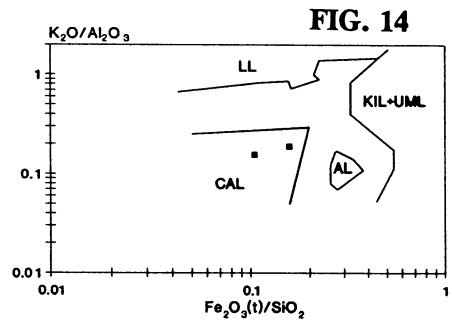 FIG. 14
K₂O/Al₂O₃
LL
1
KIL+UML
0.1
AL
CAL
0.01
0.01
0.1
1
Fe₂O₃(t)/SiO₂